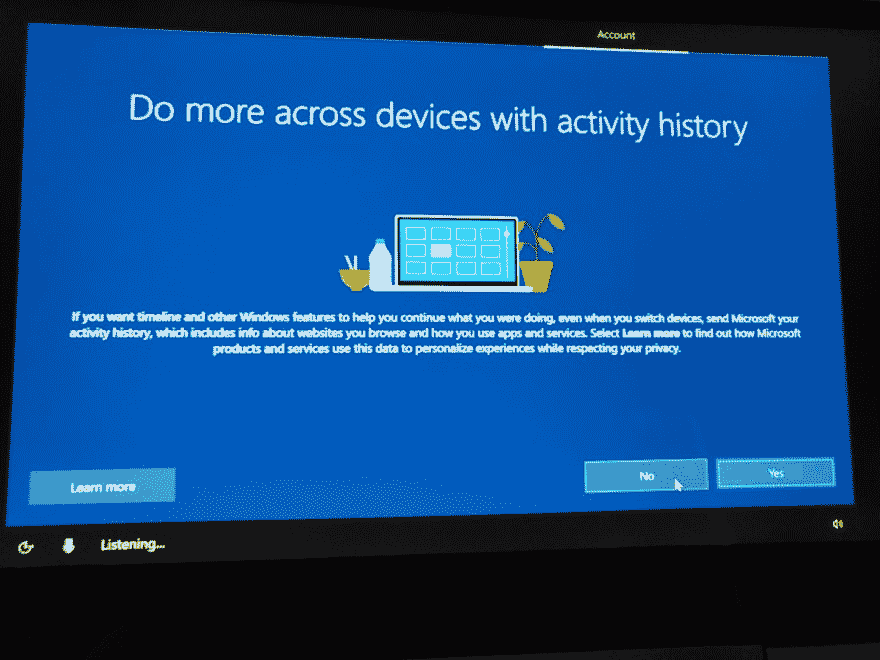 Account
Do more across devices with activity history
If you want timeline and other Windows features to help you continue what you were doing, even when you switch devices, send Microsoft your
activity history, which includes info about websites you browse and how you use apps and services. Select Learn more to find out how Microsoft
products and services use this data to personalize experiences while respecting your privacy.
Learn more
No
Yes
Listening...